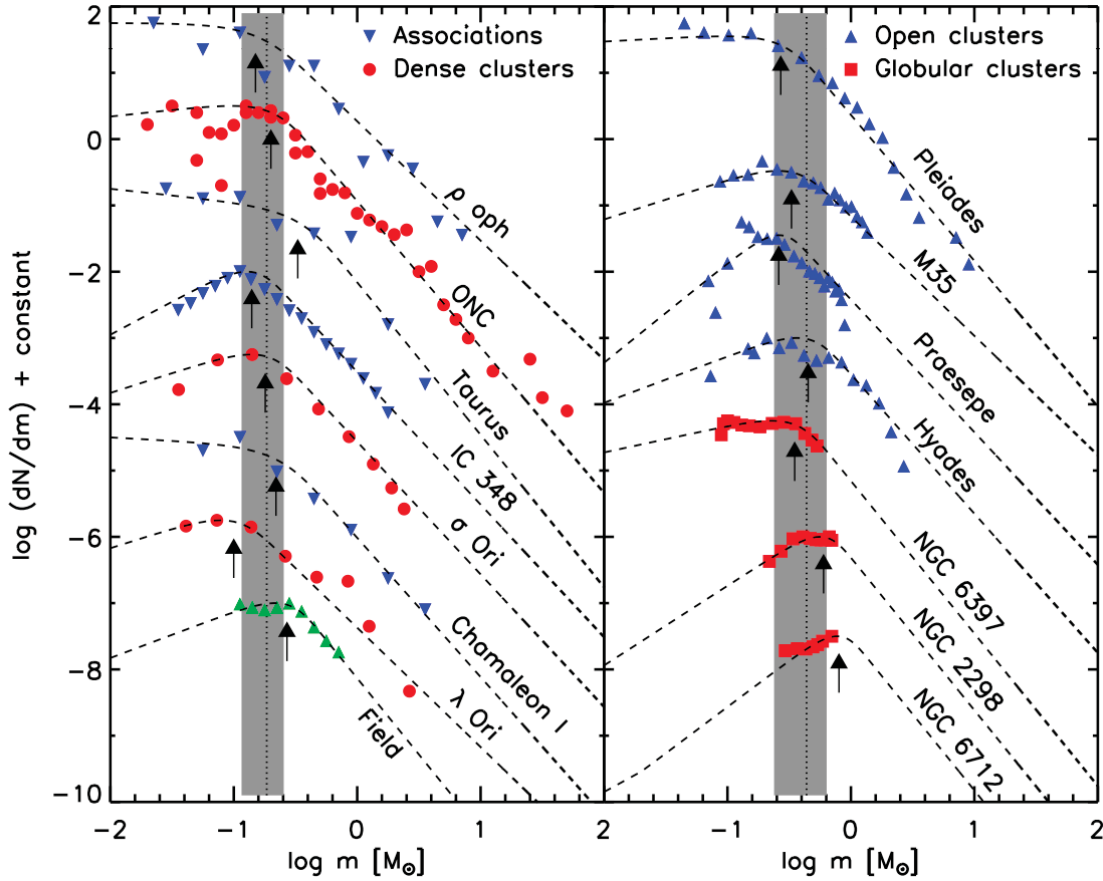 2
0
−2
−4
−6
−8
−10
log (dN/dm) + constant
Associations
Dense clusters
ρ oph
ONC
Taurus
IC 348
σ Ori
Chamaleon I
λ Ori
Field
−2
−1
0
1
2
log m [M⊙]
Open clusters
Globular clusters
Pleiades
M35
Praesepe
Hyades
NGC 6397
NGC 2298
NGC 6712
−1
0
1
2
log m [M⊙]